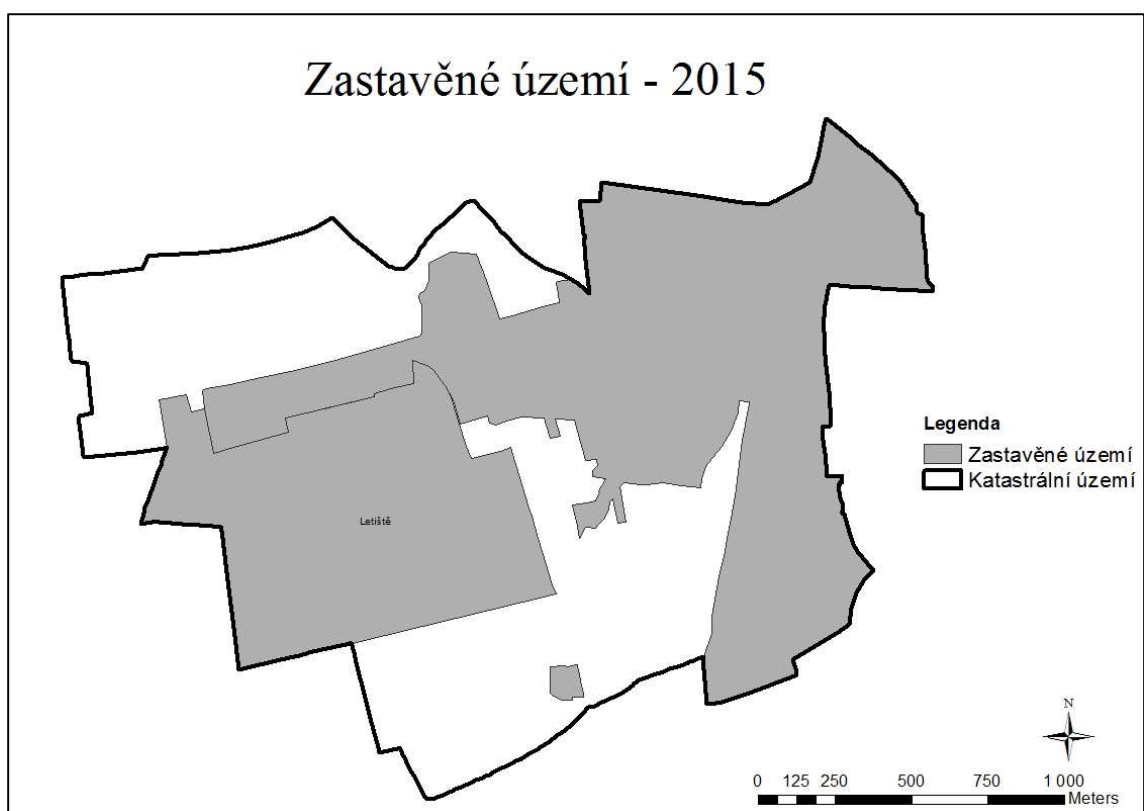 Zastavěné území - 2015
Legenda
Zastavěné území
Katastrální území
Letiště
N
0 125 250 500 750 1 000
Meters